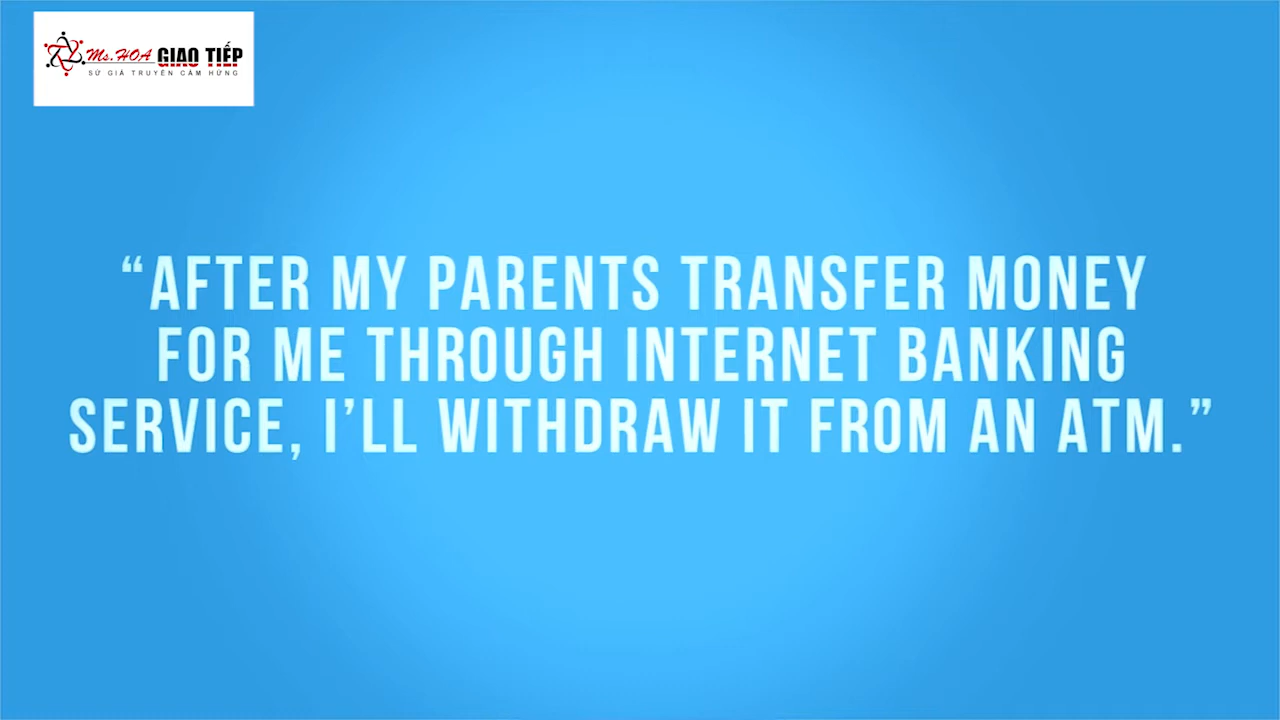 Ms. HOA GIAO TIẾP
SỨ GIẢ TRUYỀN CẢM HỨNG
“AFTER MY PARENTS TRANSFER MONEY
FOR ME THROUGH INTERNET BANKING
SERVICE, I’LL WITHDRAW IT FROM AN ATM.”